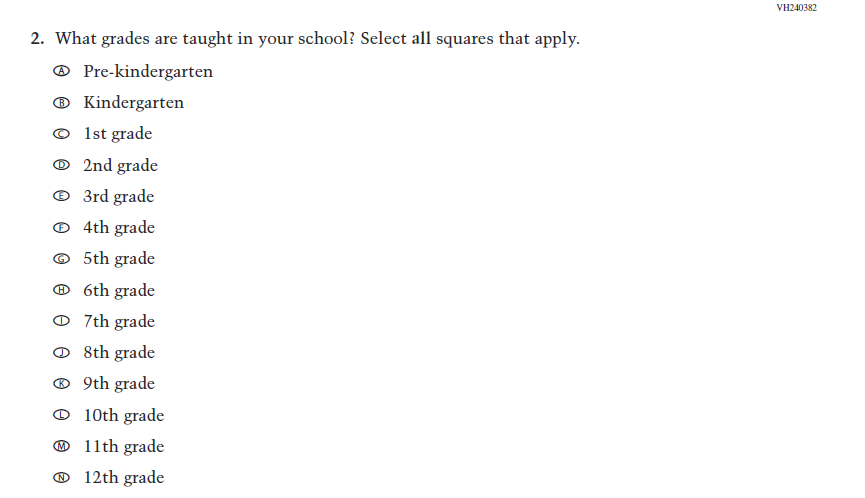 VH240382
2. What grades are taught in your school? Select all squares that apply.
A Pre-kindergarten
B Kindergarten
C 1st grade
D 2nd grade
E 3rd grade
F 4th grade
G 5th grade
H 6th grade
I 7th grade
J 8th grade
K 9th grade
L 10th grade
M 11th grade
N 12th grade